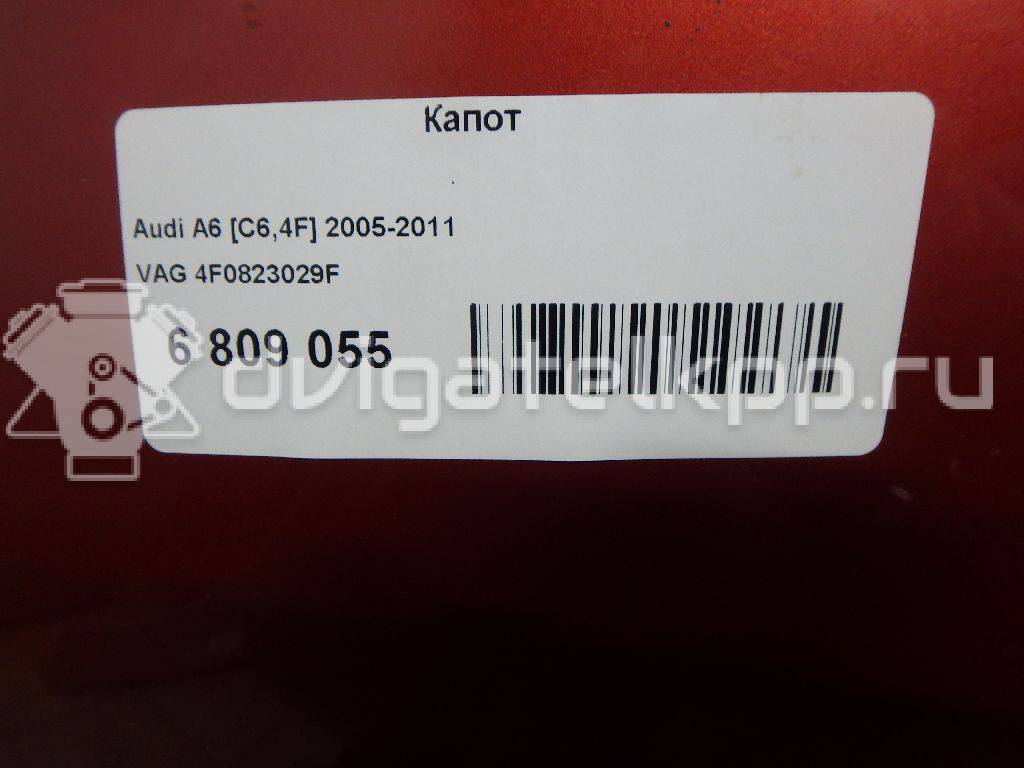 Капот
Audi A6 [C6,4F] 2005-2011
VAG 4F0823029F
6 809 055
dvigatelkpp.ru